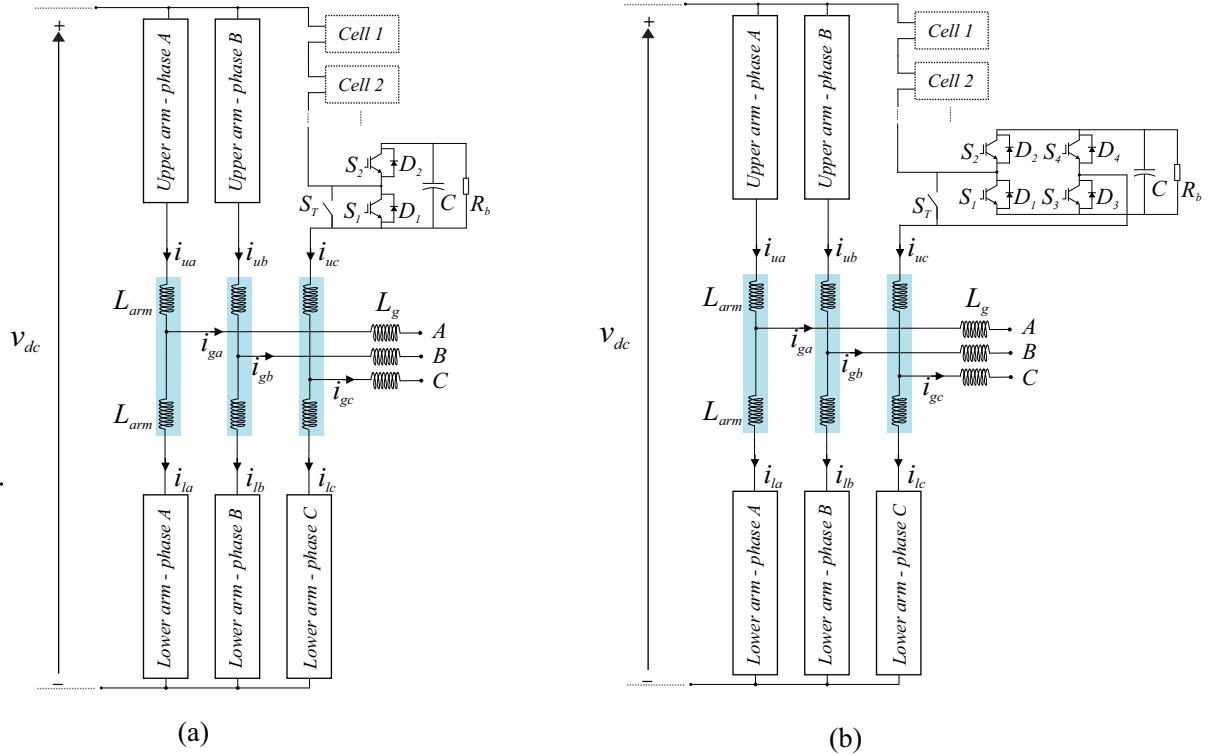 +
Upper arm - phase A
Upper arm - phase B
Cell 1
Cell 2
S2
D2
ST
S1
D1
C
Rb
iua
iub
iuc
Larm
Lg
vdc
iga
A
igb
B
igc
C
Larm
ila
ilb
ilc
Lower arm - phase A
Lower arm - phase B
Lower arm - phase C
−
(a)
+
Upper arm - phase A
Upper arm - phase B
Cell 1
Cell 2
S2
D2
S4
D4
ST
S1
D1
S3
D3
C
Rb
iua
iub
iuc
Larm
Lg
vdc
iga
A
igb
B
igc
C
Larm
ila
ilb
ilc
Lower arm - phase A
Lower arm - phase B
Lower arm - phase C
−
(b)